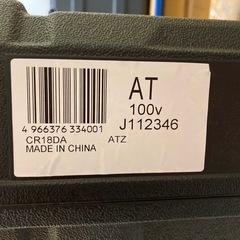 AT
100v
J112346
4 966376 334001
CR18DA ATZ
MADE IN CHINA